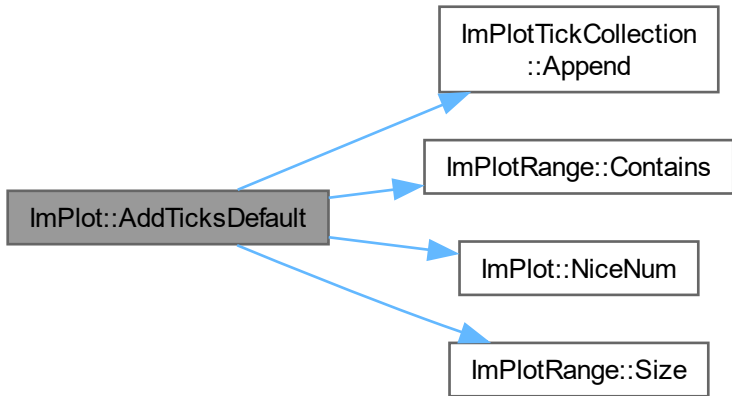 ImPlotTickCollection
::Append
ImPlotRange::Contains
ImPlot::AddTicksDefault
ImPlot::NiceNum
ImPlotRange::Size